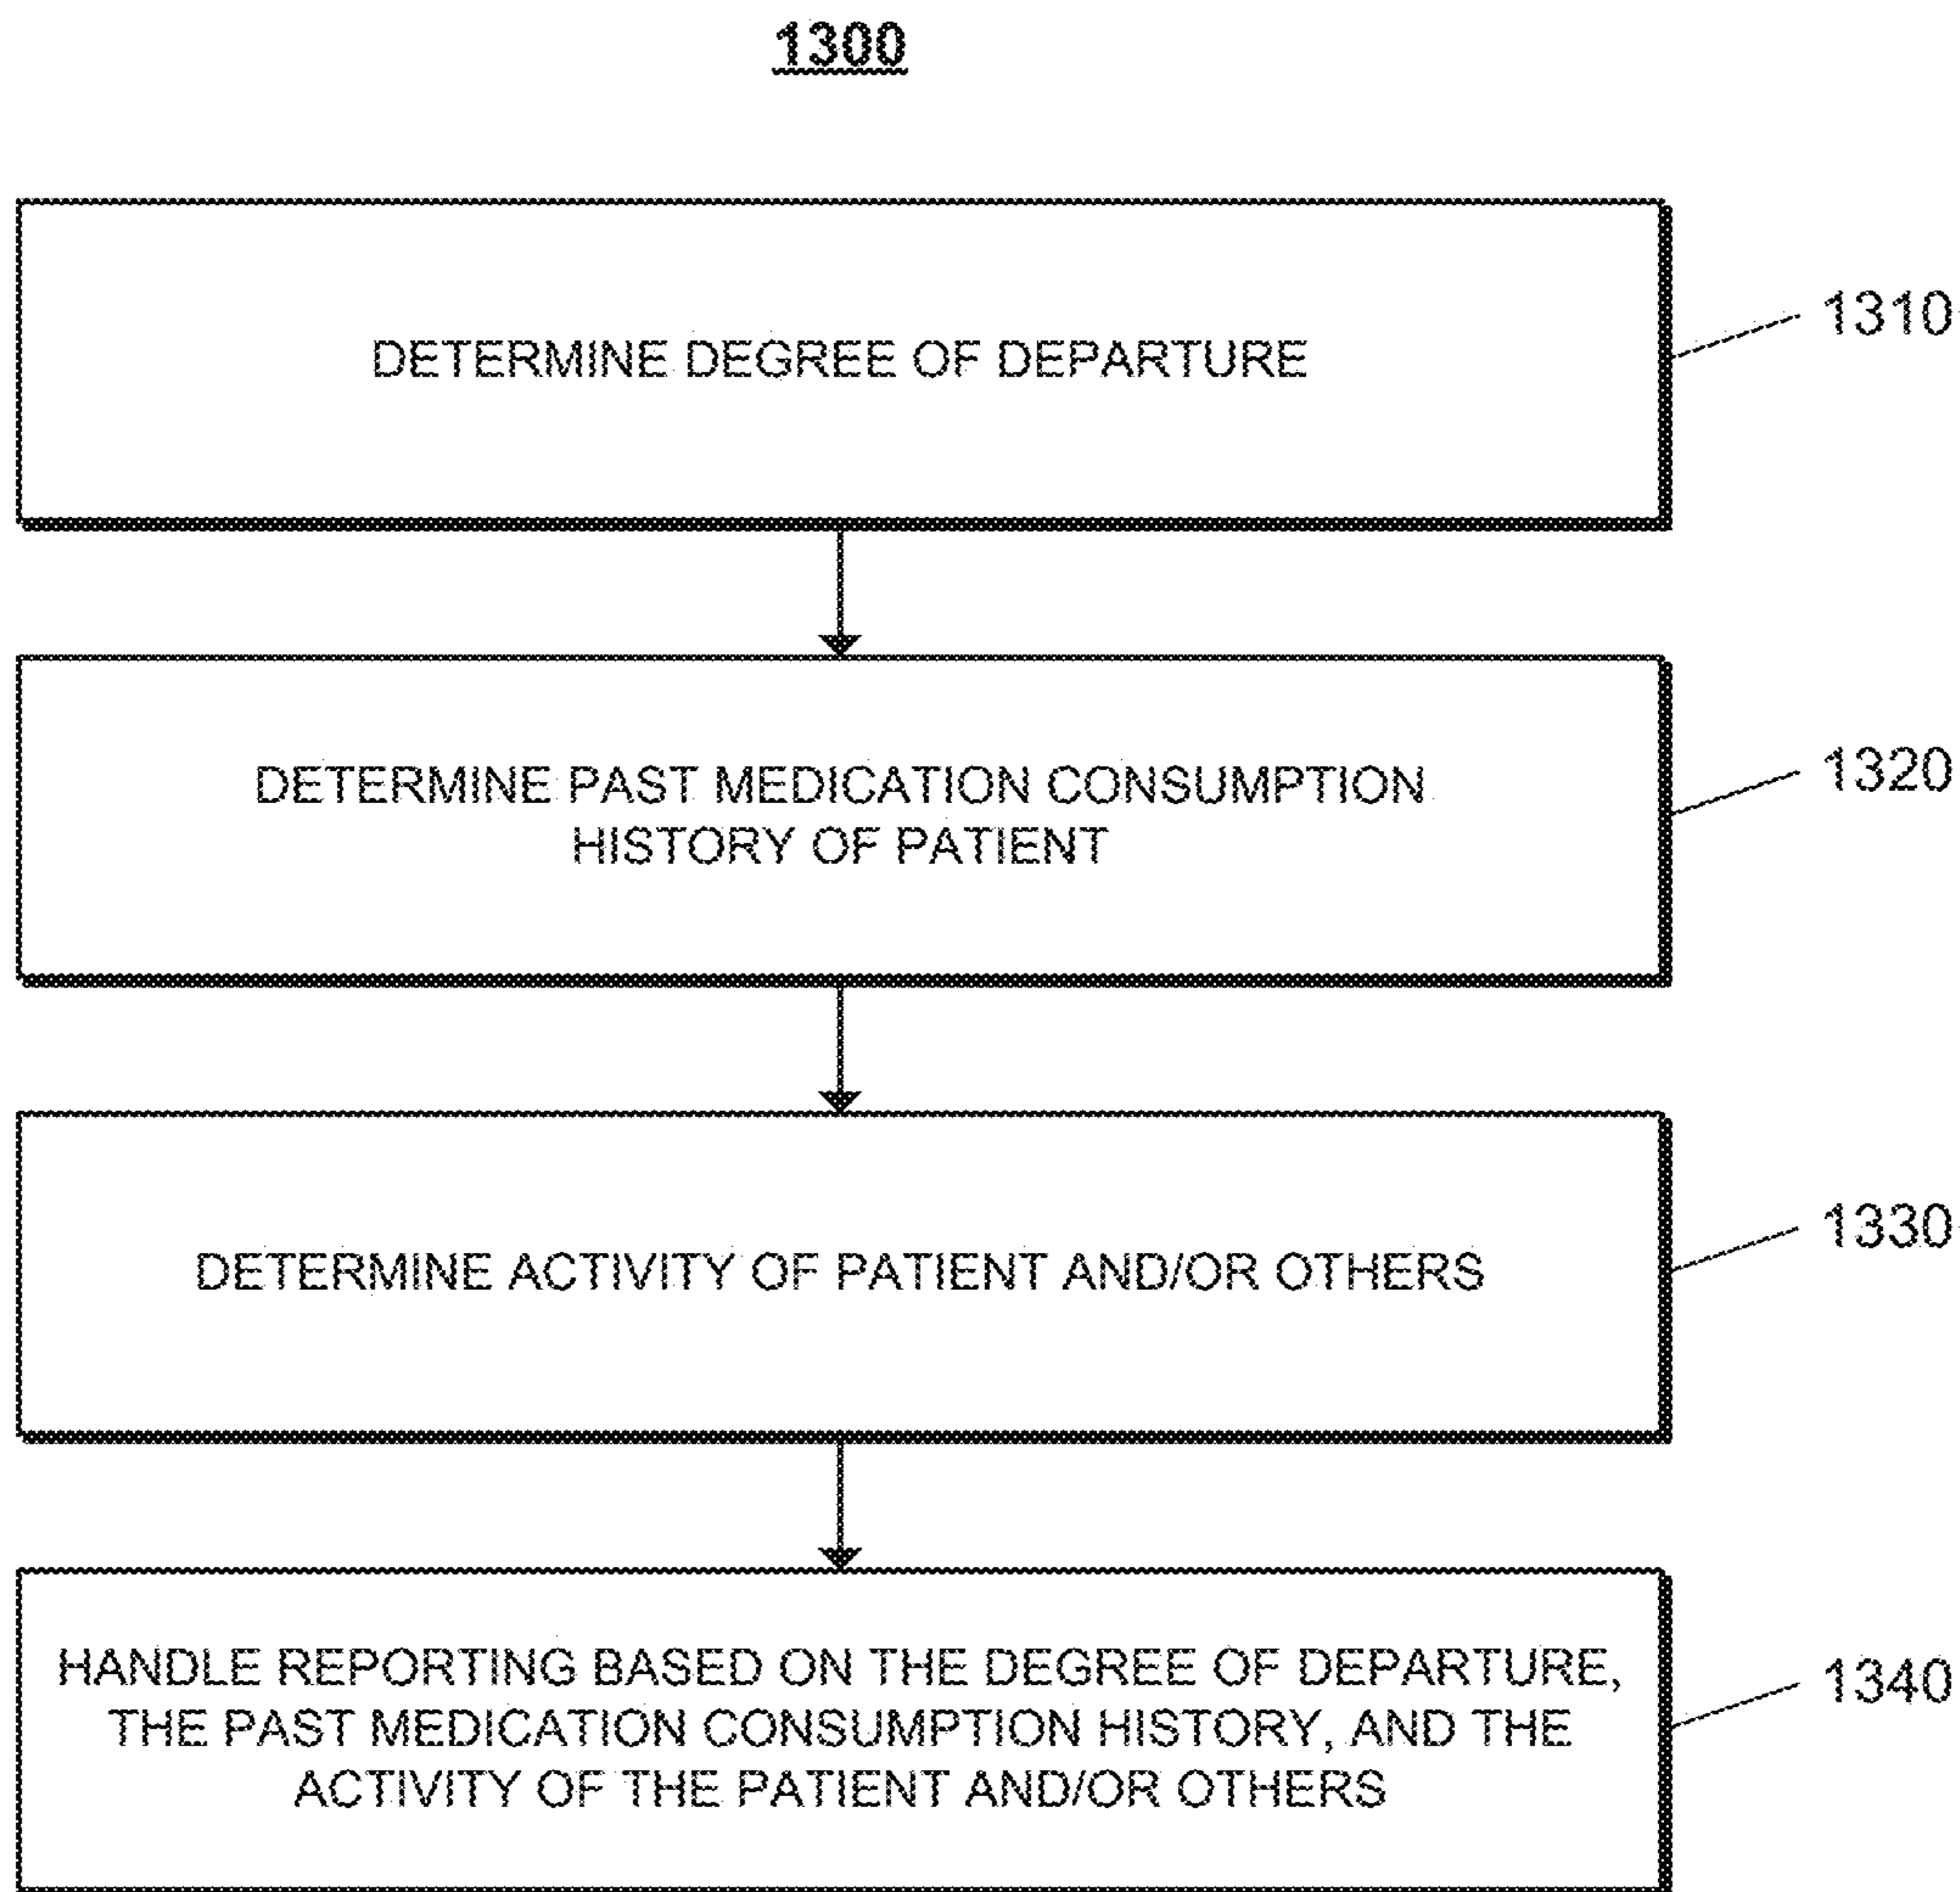 1300
DETERMINE DEGREE OF DEPARTURE
1310
DETERMINE PAST MEDICATION CONSUMPTION
HISTORY OF PATIENT
1320
DETERMINE ACTIVITY OF PATIENT AND/OR OTHERS
1330
HANDLE REPORTING BASED ON THE DEGREE OF DEPARTURE,
THE PAST MEDICATION CONSUMPTION HISTORY, AND THE
ACTIVITY OF THE PATIENT AND/OR OTHERS
1340